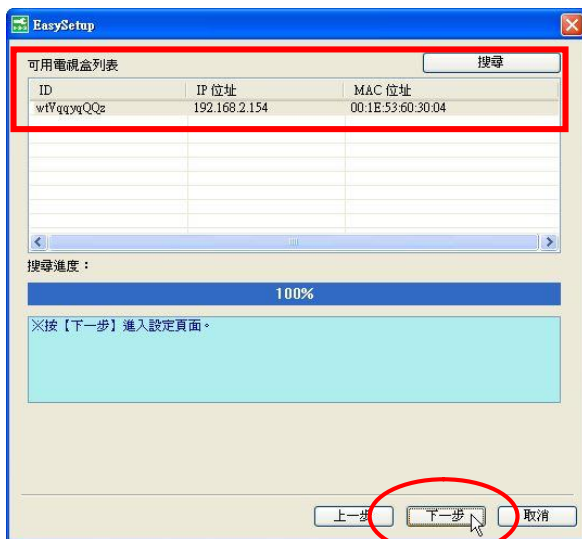 EasySetup
可用電視盒列表 搜尋
ID IP 位址 MAC 位址
wtVqqyqQQz 192.168.2.154 00:1E:53:60:30:04
搜尋進度：
100%
※按【下一步】進入設定頁面。
上一步 下一步 取消